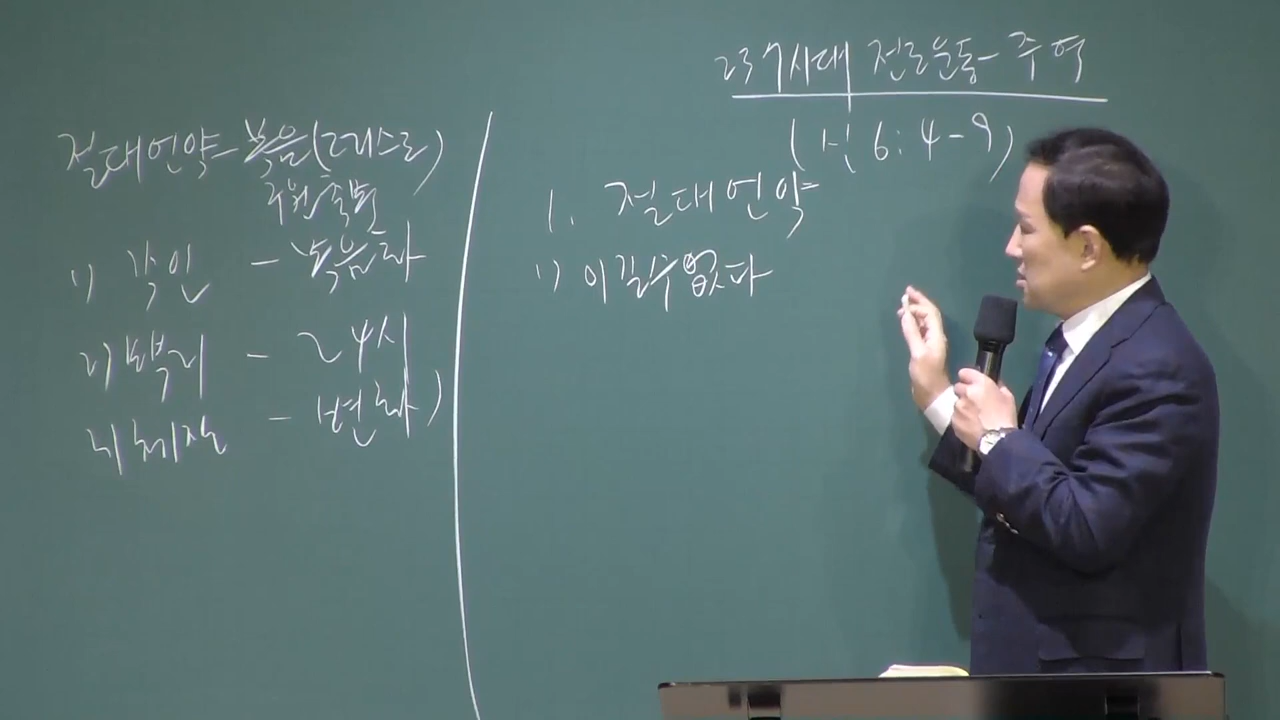 237시대 전도운동-주역
(신 6:4-9)
절대언약-복음(그리스도)
구원, 축복
1) 각인 - 복음화
2) 뿌리 - 24시
3) 체질 - 변화)
1. 절대언약
1) 이길수없다